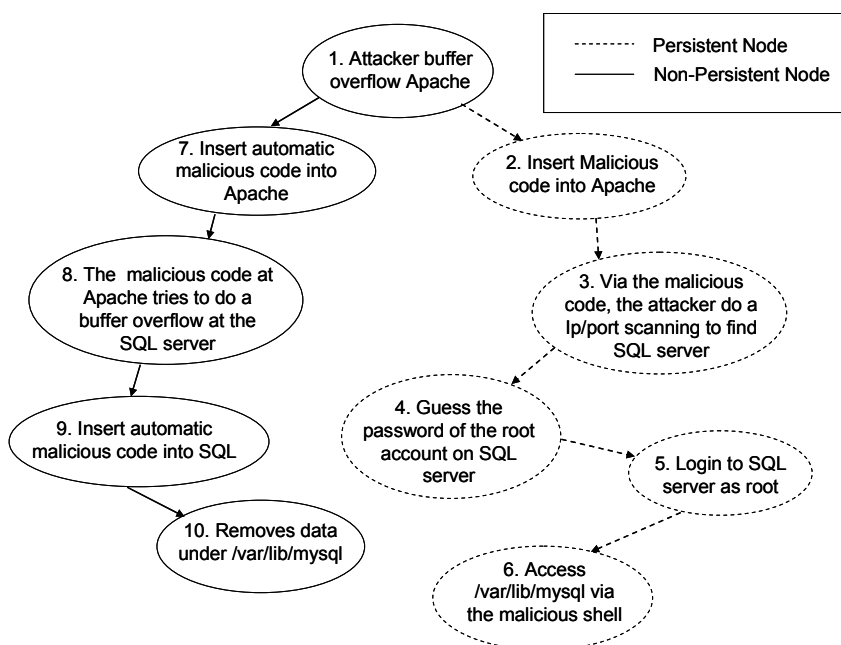 1. Attacker buffer
overflow Apache
Persistent Node
Non-Persistent Node
7. Insert automatic
malicious code into
Apache
2. Insert Malicious
code into Apache
8. The malicious code at
Apache tries to do a
buffer overflow at the
SQL server
3. Via the malicious
code, the attacker do a
Ip/port scanning to find
SQL server
9. Insert automatic
malicious code into SQL
4. Guess the
password of the root
account on SQL
server
5. Login to SQL
server as root
10. Removes data
under /var/lib/mysql
6. Access
/var/lib/mysql via
the malicious shell